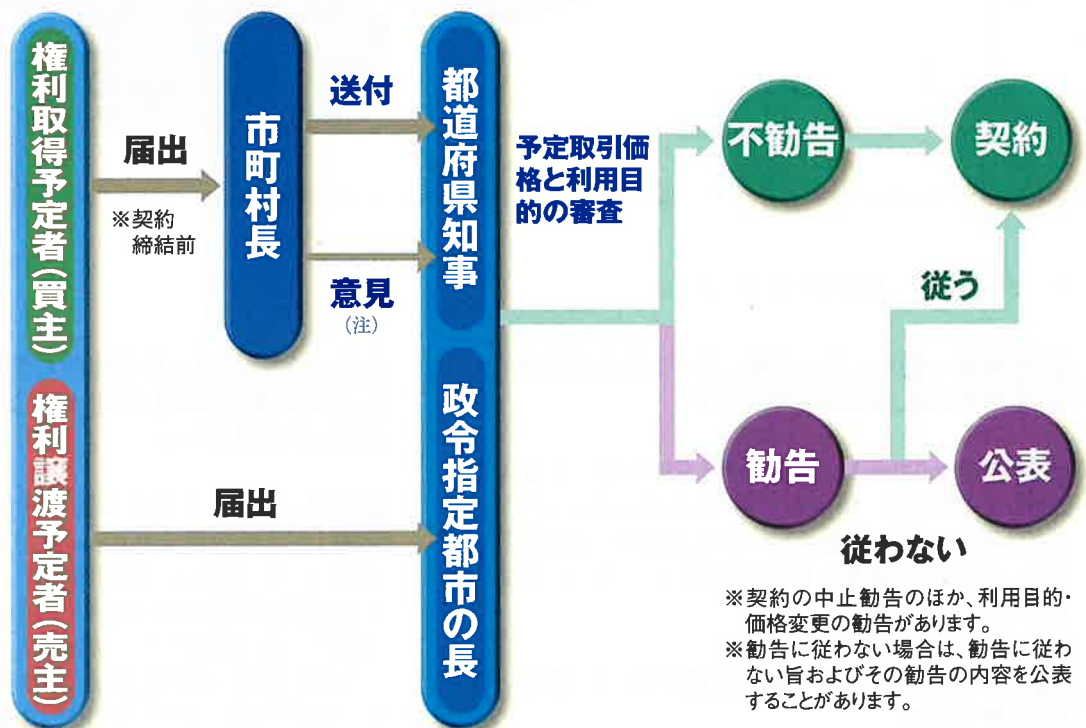 権利取得予定者(買主)
権利譲渡予定者(売主)
届出
※契約
締結前
市町村長
送付
意見
(注)
届出
都道府県知事
政令指定都市の長
予定取引価
格と利用目
的の審査
不勧告
契約
従う
勧告
公表
従わない
※契約の中止勧告のほか、利用目的・
価格変更の勧告があります。
※勧告に従わない場合は、勧告に従わ
ない旨およびその勧告の内容を公表
することがあります。